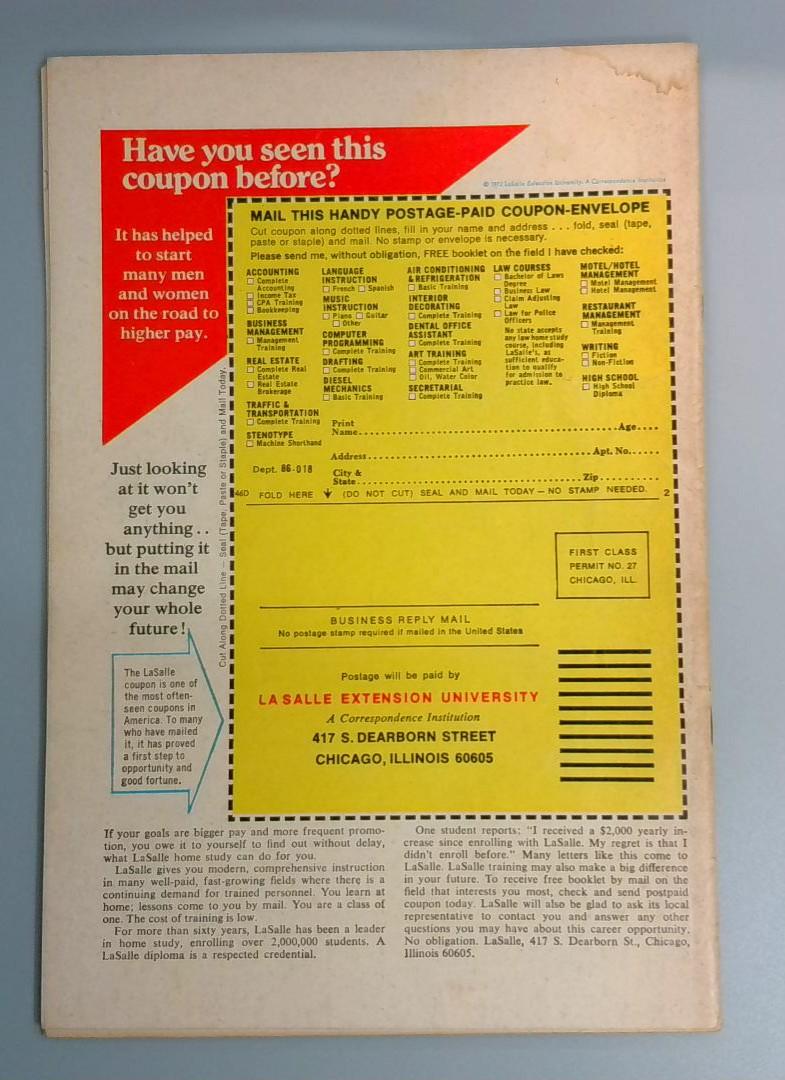 Have you seen this
coupon before?
© 1972 LaSalle Extension University, A Correspondence Institution
It has helped
to start
many men
and women
on the road to
higher pay.
Just looking
at it won't
get you
anything . .
but putting it
in the mail
may change
your whole
future!
The LaSalle
coupon is one of
the most often-
seen coupons in
America. To many
who have mailed
it, it has proved
a first step to
opportunity and
good fortune.
Cut Along Dotted Line — Seal (Tape, Paste or Staple) and Mail Today.
MAIL THIS HANDY POSTAGE-PAID COUPON-ENVELOPE
Cut coupon along dotted lines, fill in your name and address . . . fold, seal (tape,
paste or staple) and mail. No stamp or envelope is necessary.
Please send me, without obligation, FREE booklet on the field I have checked:
ACCOUNTING
Complete
Accounting
Income Tax
CPA Training
Bookkeeping
BUSINESS
MANAGEMENT
Management
Training
REAL ESTATE
Complete Real
Estate
Real Estate
Brokerage
TRAFFIC &
TRANSPORTATION
Complete Training
STENOTYPE
Machine Shorthand
LANGUAGE
INSTRUCTION
French Spanish
MUSIC
INSTRUCTION
Piano Guitar
Other
COMPUTER
PROGRAMMING
Complete Training
DRAFTING
Complete Training
DIESEL
MECHANICS
Basic Training
AIR CONDITIONING
& REFRIGERATION
Basic Training
INTERIOR
DECORATING
Complete Training
DENTAL OFFICE
ASSISTANT
Complete Training
ART TRAINING
Complete Training
Commercial Art
Oil, Water Color
SECRETARIAL
Complete Training
LAW COURSES
Bachelor of Laws
Degree
Business Law
Claim Adjusting
Law
Law for Police
Officers
No state accepts
any law home study
course, including
LaSalle's, as
sufficient educa-
tion to qualify
for admission to
practice law.
MOTEL/HOTEL
MANAGEMENT
Motel Management
Hotel Management
RESTAURANT
MANAGEMENT
Management
Training
WRITING
Fiction
Non-Fiction
HIGH SCHOOL
High School
Diploma
Print
Name Age
Address Apt. No.
Dept. 86-018
City &
State Zip
46D FOLD HERE (DO NOT CUT) SEAL AND MAIL TODAY — NO STAMP NEEDED. 2
FIRST CLASS
PERMIT NO. 27
CHICAGO, ILL.
BUSINESS REPLY MAIL
No postage stamp required if mailed in the United States
Postage will be paid by
LA SALLE EXTENSION UNIVERSITY
A Correspondence Institution
417 S. DEARBORN STREET
CHICAGO, ILLINOIS 60605
If your goals are bigger pay and more frequent promo-
tion, you owe it to yourself to find out without delay,
what LaSalle home study can do for you.
LaSalle gives you modern, comprehensive instruction
in many well-paid, fast-growing fields where there is a
continuing demand for trained personnel. You learn at
home; lessons come to you by mail. You are a class of
one. The cost of training is low.
For more than sixty years, LaSalle has been a leader
in home study, enrolling over 2,000,000 students. A
LaSalle diploma is a respected credential.
One student reports: "I received a $2,000 yearly in-
crease since enrolling with LaSalle. My regret is that I
didn't enroll before." Many letters like this come to
LaSalle. LaSalle training may also make a big difference
in your future. To receive free booklet by mail on the
field that interests you most, check and send postpaid
coupon today. LaSalle will also be glad to ask its local
representative to contact you and answer any other
questions you may have about this career opportunity.
No obligation. LaSalle, 417 S. Dearborn St., Chicago,
Illinois 60605.